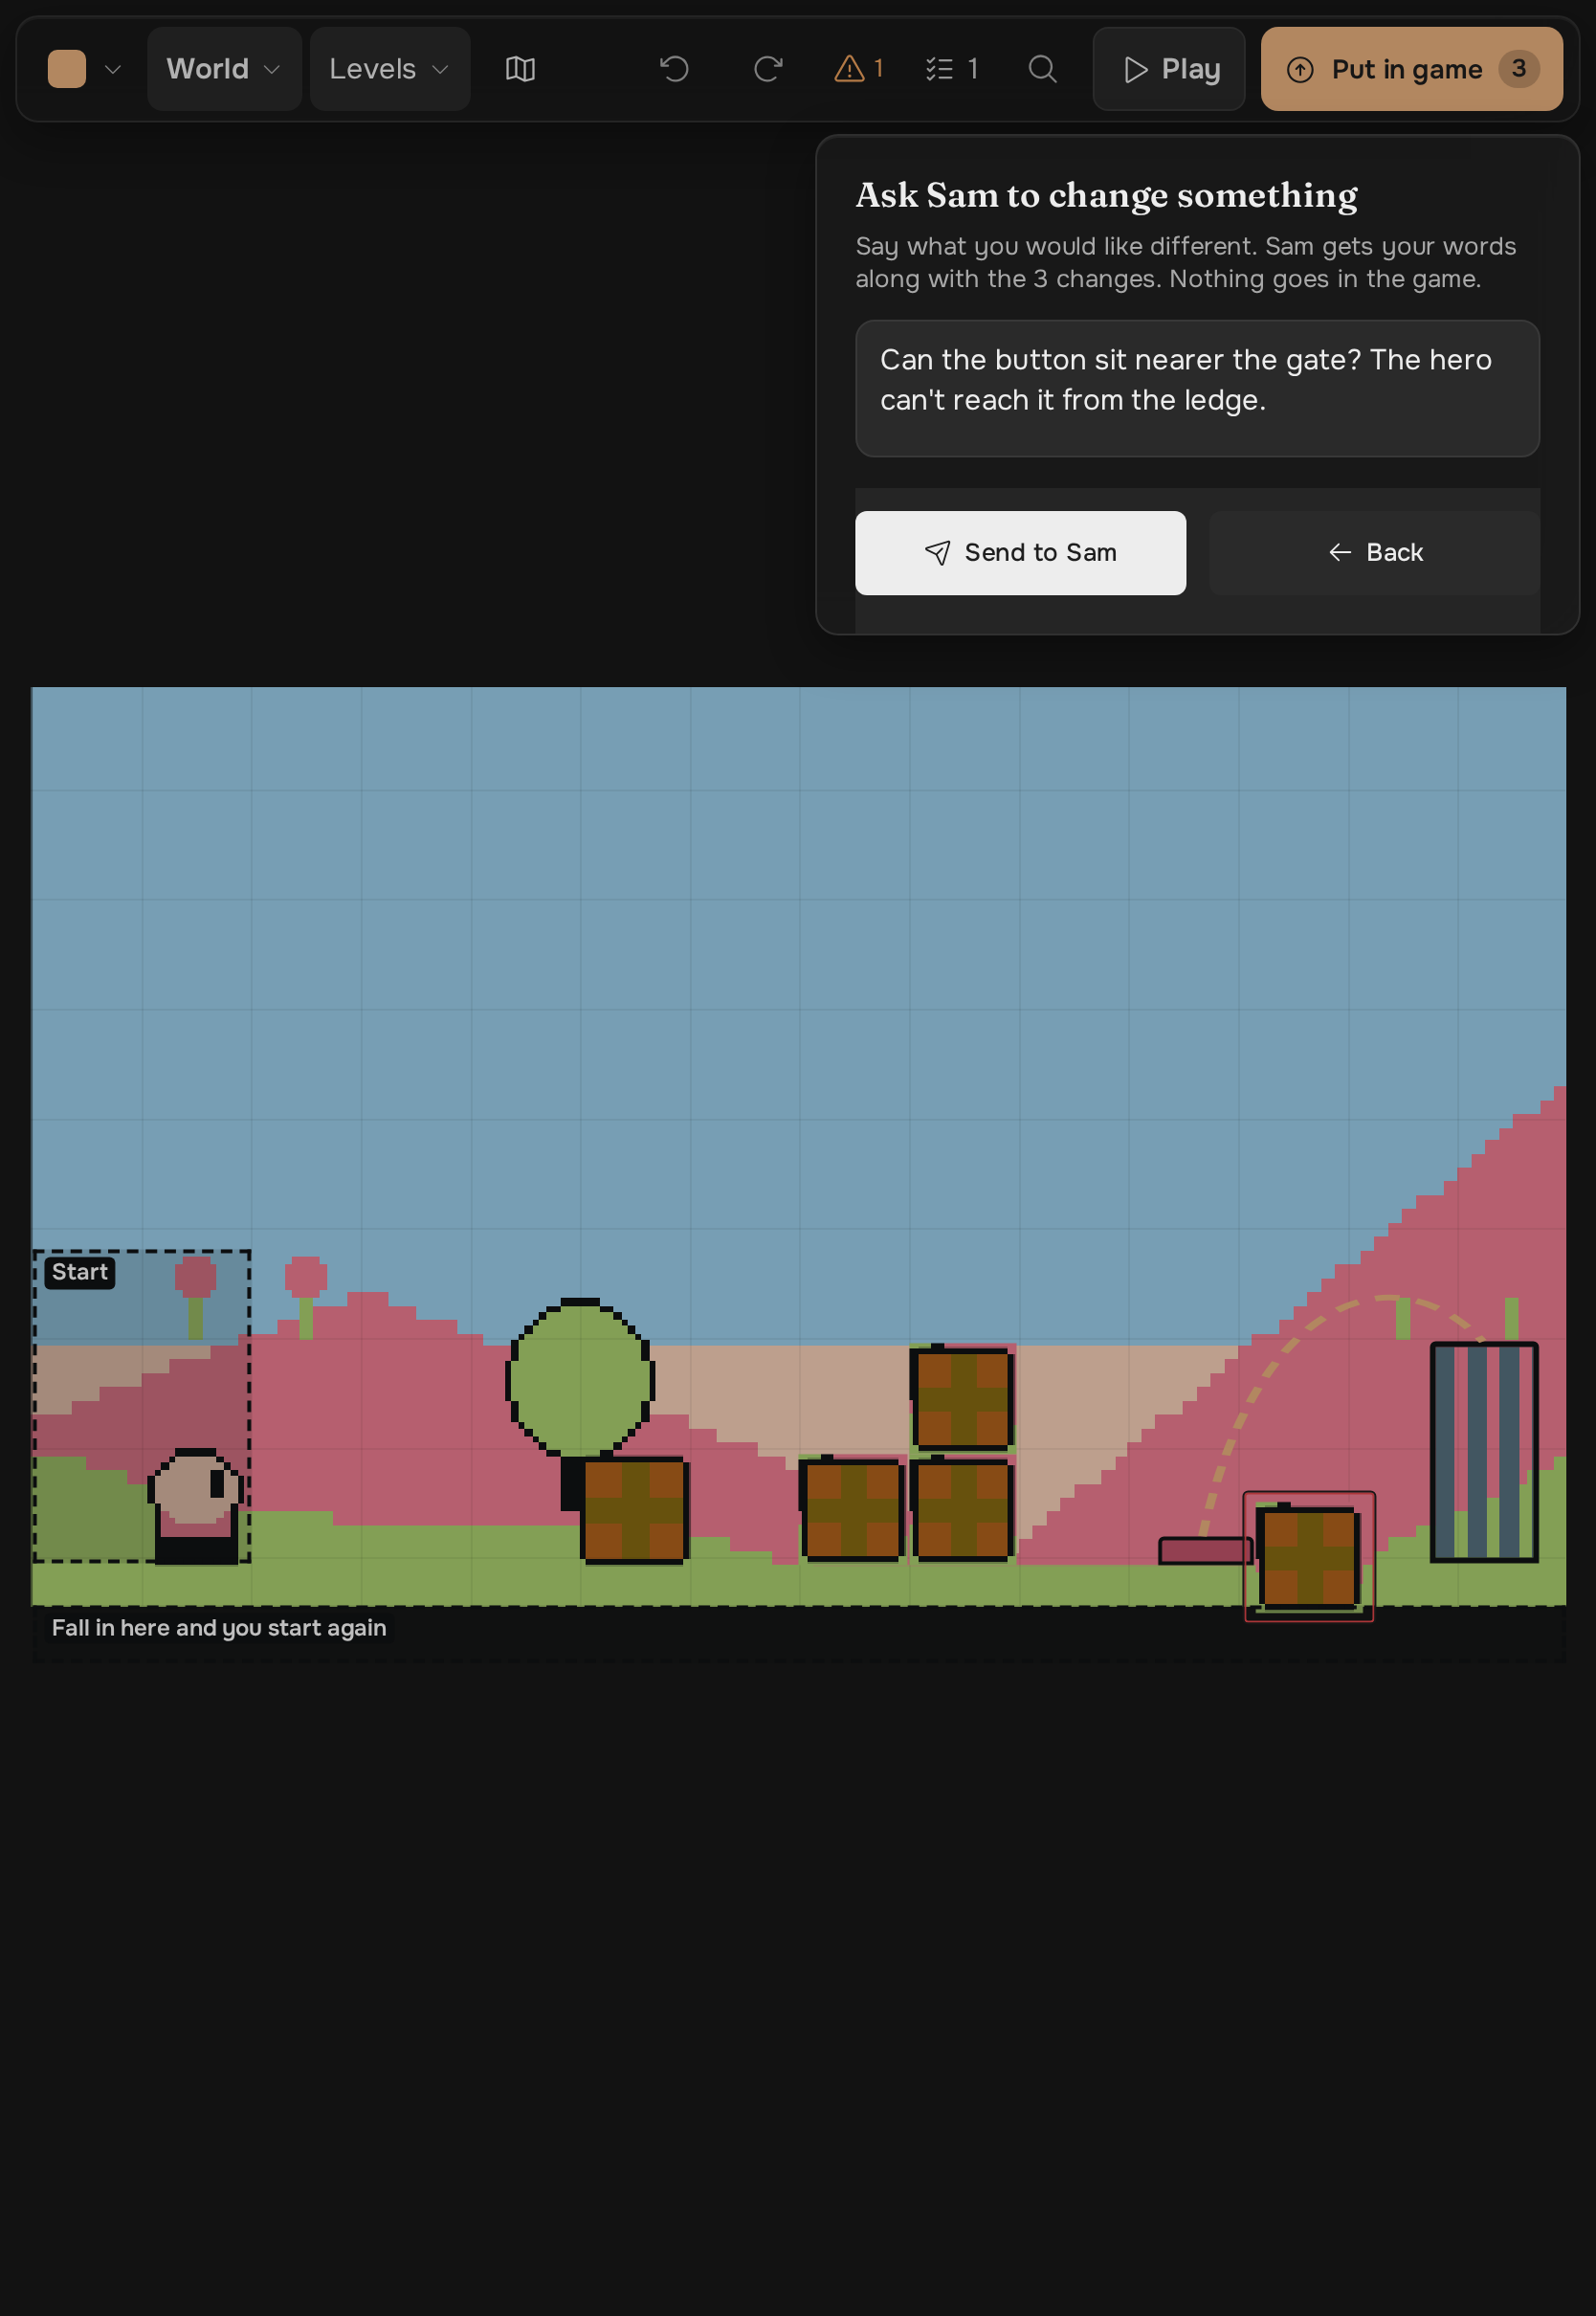 World
Levels
1
1
Play
Put in game
3
Ask Sam to change something
Say what you would like different. Sam gets your words
along with the 3 changes. Nothing goes in the game.
Can the button sit nearer the gate? The hero
can't reach it from the ledge.
Send to Sam
Back
Start
Fall in here and you start again